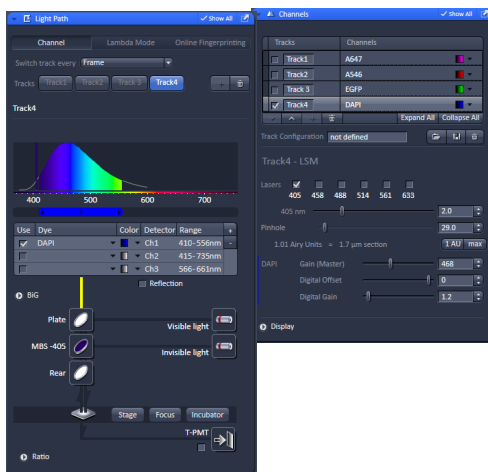 Light Path
Show All
Channel
Lambda Mode
Online Fingerprinting
Switch track every
Frame
Tracks
Track1
Track2
Track 3
Track4
+
Track4
400
500
600
700
Use
Dye
Color
Detector
Range
+
DAPI
Ch1
410-556nm
-
Ch2
415-735nm
Ch3
566-661nm
Reflection
BiG
Plate
Visible light
MBS -405
Invisible light
Rear
Stage
Focus
Incubator
T-PMT
Ratio
Channels
Show All
Tracks
Channels
Track1
A647
Track2
A546
Track 3
EGFP
Track4
DAPI
Expand All
Collapse All
Track Configuration
not defined
Track4 - LSM
Lasers
405
458
488
514
561
633
405 nm
2.0
Pinhole
29.0
1.01 Airy Units = 1.7 µm section
1 AU
max
DAPI
Gain (Master)
468
Digital Offset
0
Digital Gain
1.2
Display